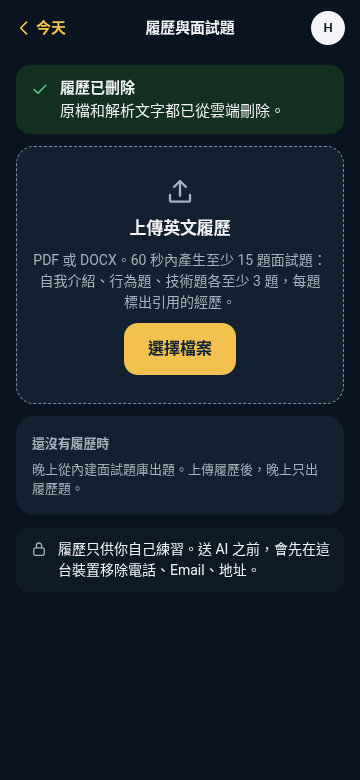 今天
履歷與面試題
H
履歷已刪除
原檔和解析文字都已從雲端刪除。
上傳英文履歷
PDF 或 DOCX。60 秒內產生至少 15 題面試題：
自我介紹、行為題、技術題各至少 3 題，每題
標出引用的經歷。
選擇檔案
還沒有履歷時
晚上從內建面試題庫出題。上傳履歷後，晚上只出
履歷題。
履歷只供你自己練習。送 AI 之前，會先在這
台裝置移除電話、Email、地址。